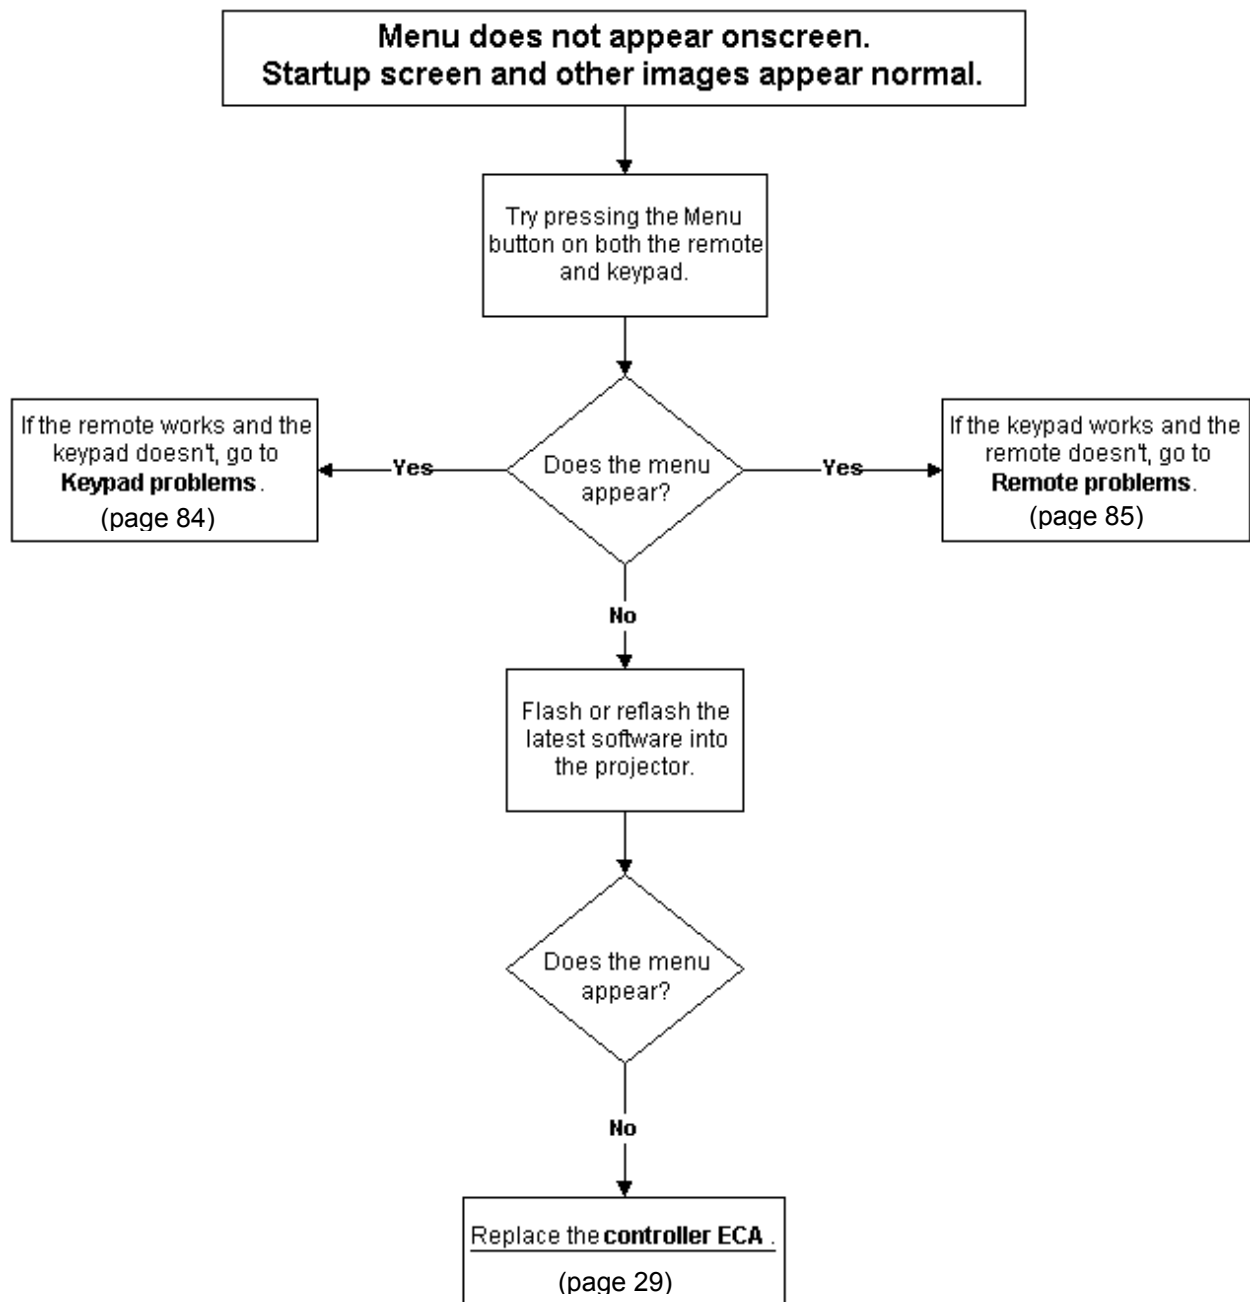 Menu does not appear onscreen.
Startup screen and other images appear normal.
Try pressing the Menu
button on both the remote
and keypad.
If the remote works and the
keypad doesn't, go to
Keypad problems.
(page 84)
Yes
Does the menu
appear?
Yes
If the keypad works and the
remote doesn't, go to
Remote problems.
(page 85)
No
Flash or reflash the
latest software into
the projector.
Does the menu
appear?
No
Replace the controller ECA.
(page 29)